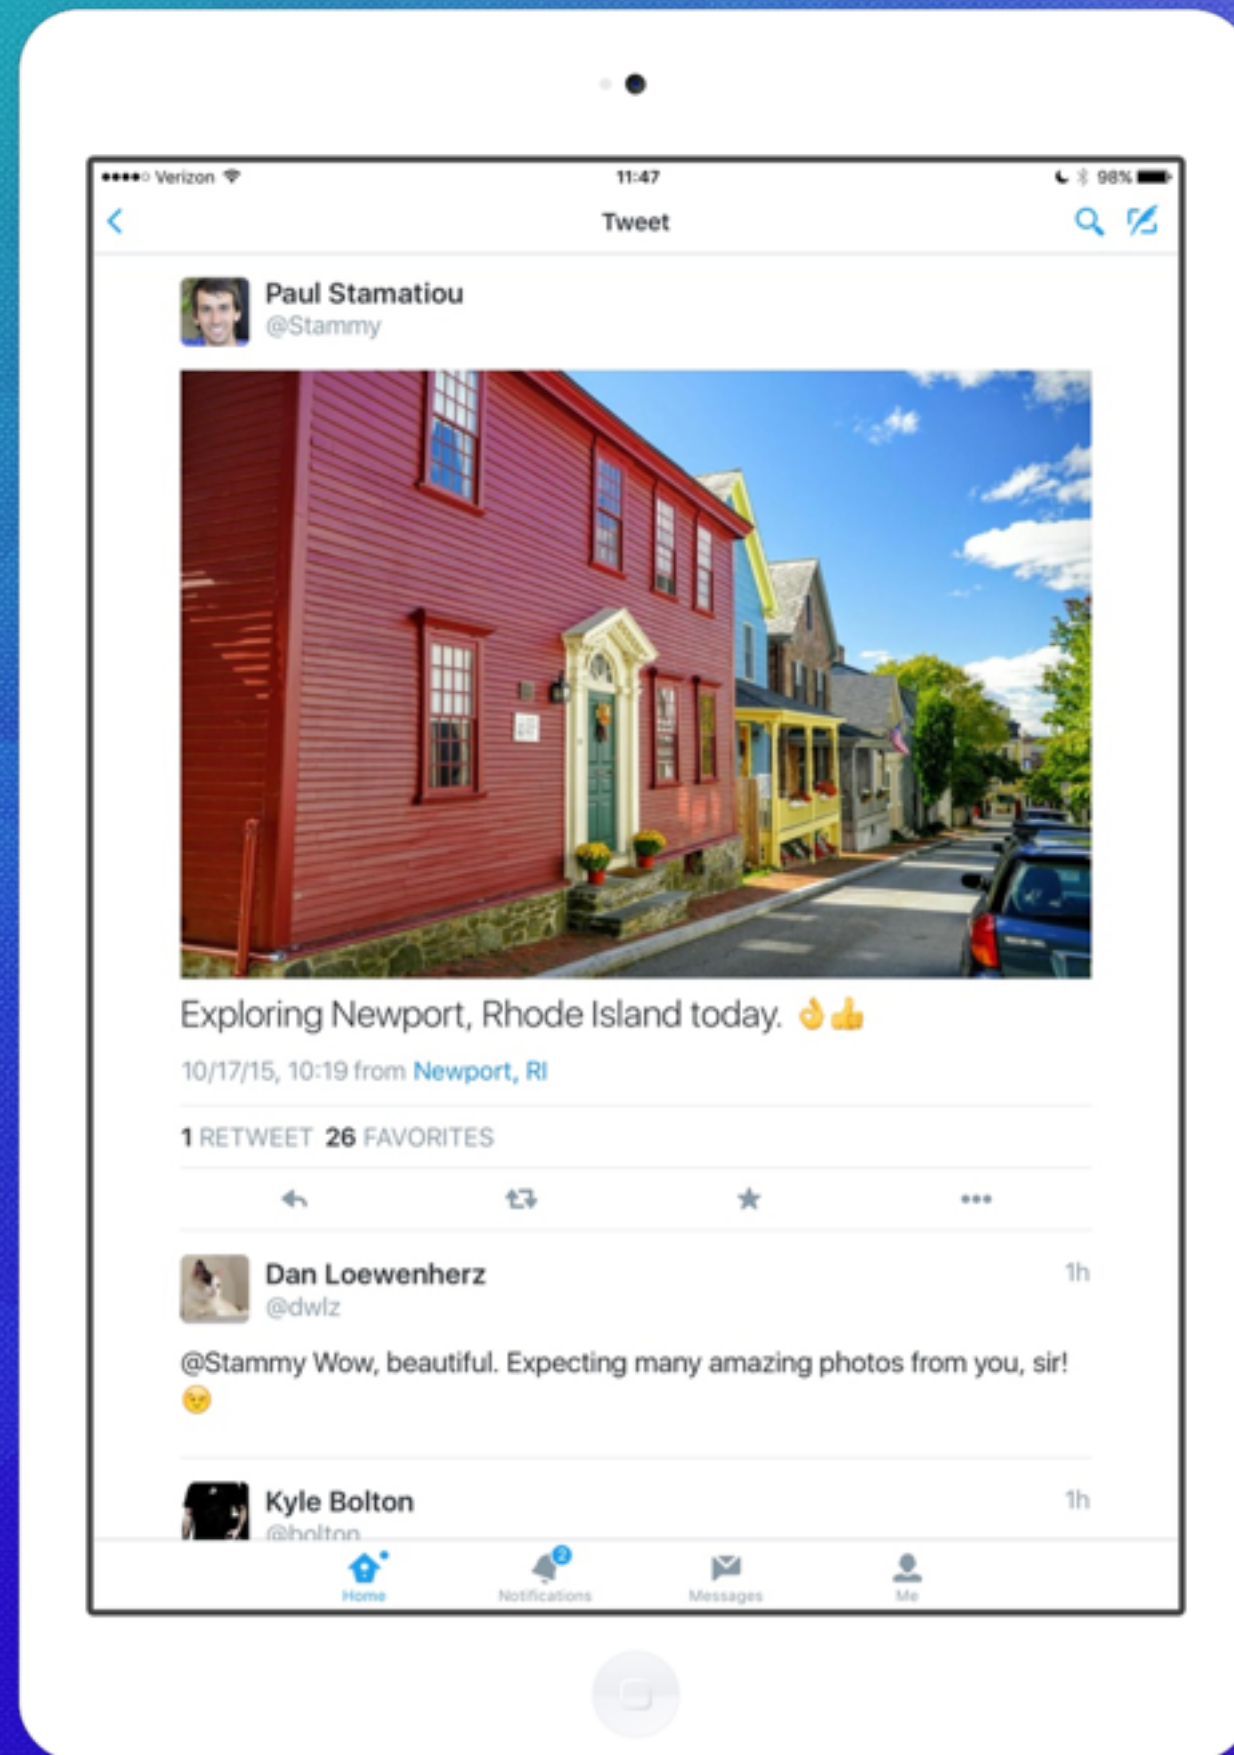 Verizon 11:47 98%
Tweet
Paul Stamatiou
@Stammy
Exploring Newport, Rhode Island today. 👌👍
10/17/15, 10:19 from Newport, RI
1 RETWEET 26 FAVORITES
Dan Loewenherz 1h
@dwlz
@Stammy Wow, beautiful. Expecting many amazing photos from you, sir!
😉
Kyle Bolton 1h
@bolton
2
Home Notifications Messages Me